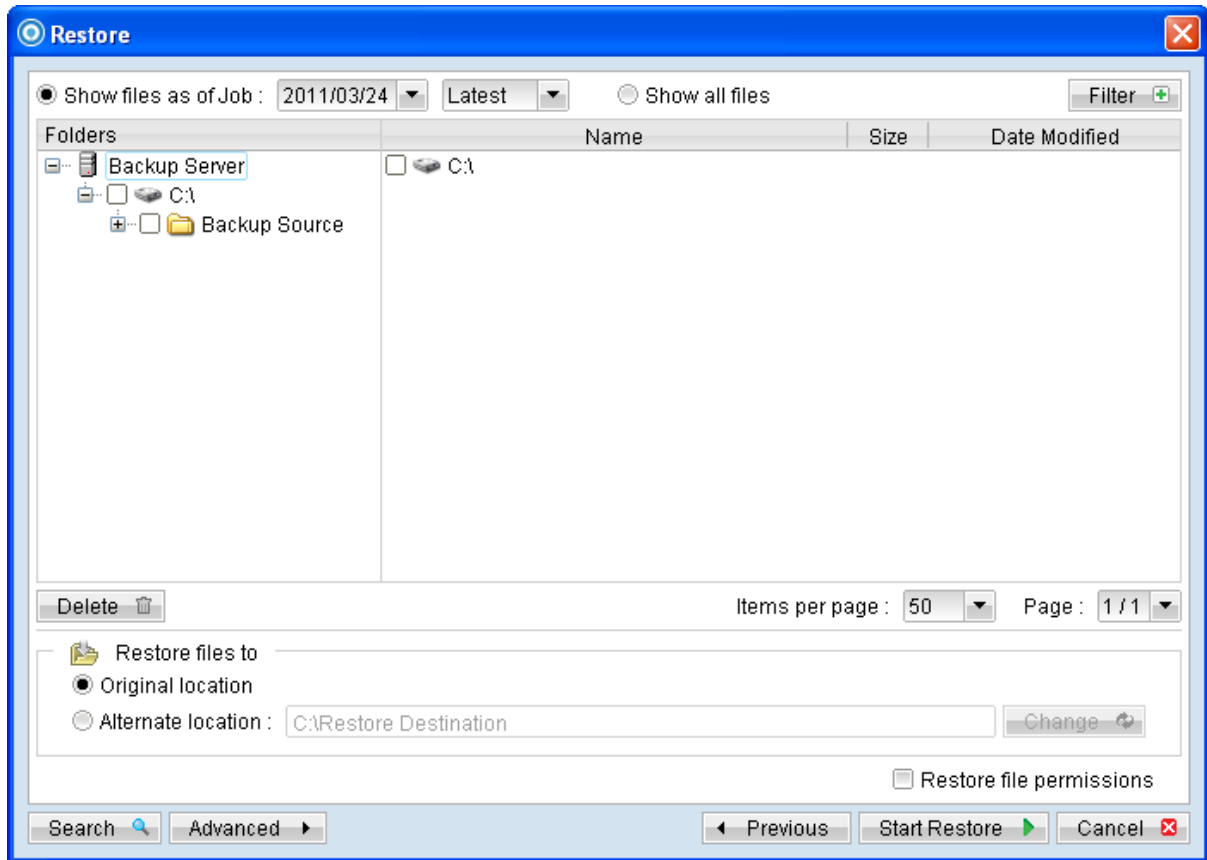 Restore
Show files as of Job : 2011/03/24 Latest Show all files Filter
Folders Name Size Date Modified
Backup Server C:\
C:\
Backup Source
Delete Items per page : 50 Page : 1 / 1
Restore files to
Original location
Alternate location : C:\Restore Destination Change
Restore file permissions
Search Advanced Previous Start Restore Cancel